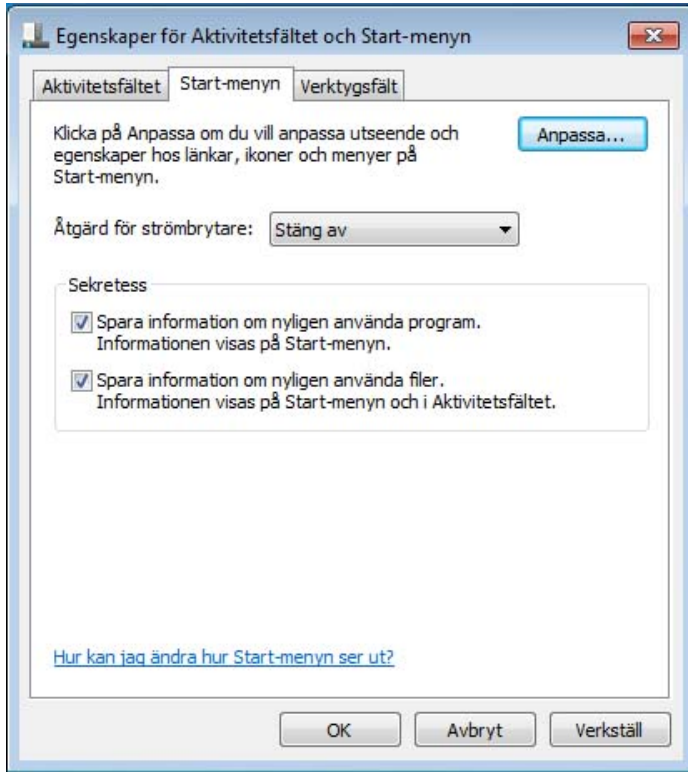 Egenskaper för Aktivitetsfältet och Start-menyn
Aktivitetsfältet Start-menyn Verktygsfält
Klicka på Anpassa om du vill anpassa utseende och
egenskaper hos länkar, ikoner och menyer på
Start-menyn.
Anpassa...
Åtgärd för strömbrytare: Stäng av
Sekretess
Spara information om nyligen använda program.
Informationen visas på Start-menyn.
Spara information om nyligen använda filer.
Informationen visas på Start-menyn och i Aktivitetsfältet.
Hur kan jag ändra hur Start-menyn ser ut?
OK Avbryt Verkställ